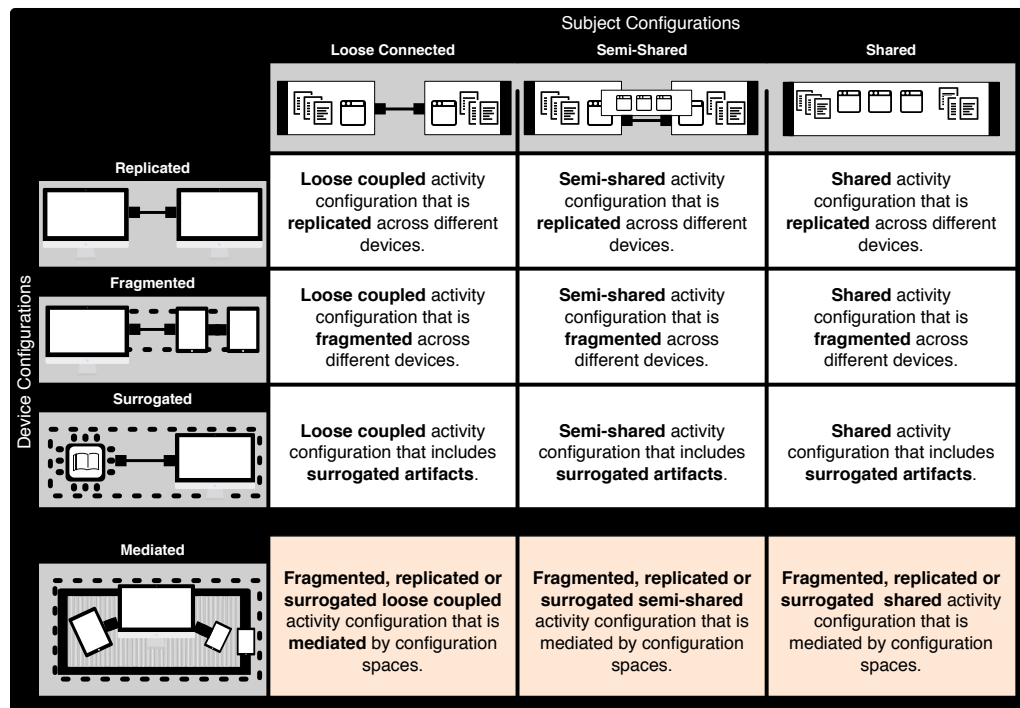 Subject Configurations
Loose Connected
Semi-Shared
Shared
Device Configurations
Replicated
Loose coupled activity
configuration that is
replicated across different
devices.
Semi-shared activity
configuration that is
replicated across different
devices.
Shared activity
configuration that is
replicated across different
devices.
Fragmented
Loose coupled activity
configuration that is
fragmented across
different devices.
Semi-shared activity
configuration that is
fragmented across
different devices.
Shared activity
configuration that is
fragmented across
different devices.
Surrogated
Loose coupled activity
configuration that includes
surrogated artifacts.
Semi-shared activity
configuration that includes
surrogated artifacts.
Shared activity
configuration that includes
surrogated artifacts.
Mediated
Fragmented, replicated or
surrogated loose coupled
activity configuration that is
mediated by configuration
spaces.
Fragmented, replicated or
surrogated semi-shared
activity configuration that is
mediated by configuration
spaces.
Fragmented, replicated or
surrogated shared activity
configuration that is
mediated by configuration
spaces.